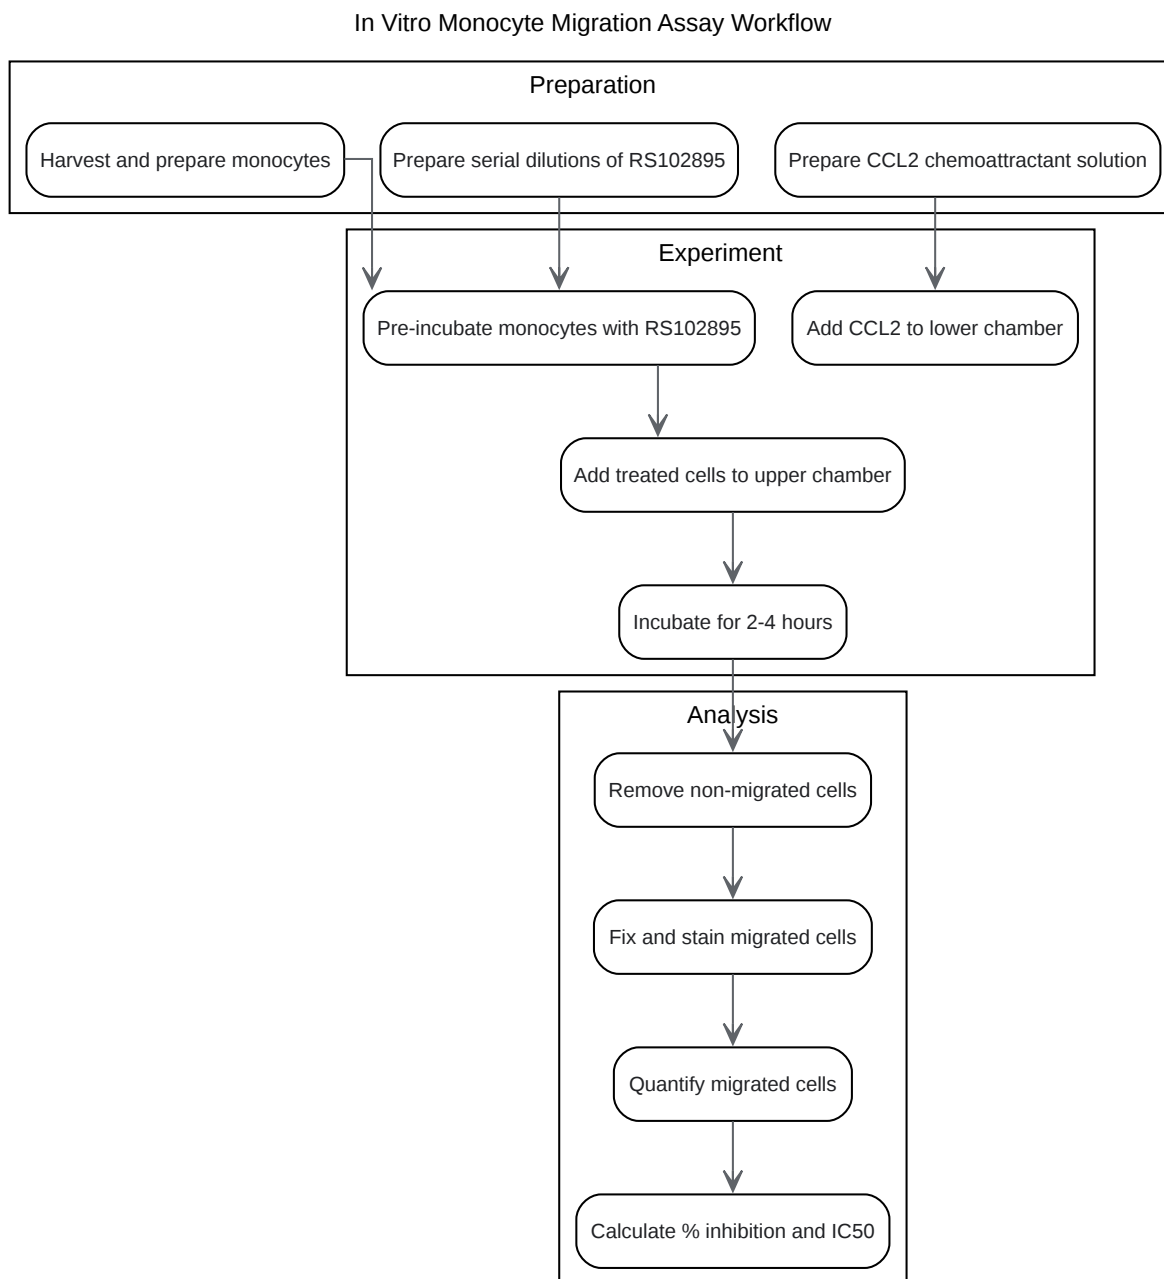 In Vitro Monocyte Migration Assay Workflow
Preparation
Harvest and prepare monocytes
Prepare serial dilutions of RS102895
Prepare CCL2 chemoattractant solution
Experiment
Pre-incubate monocytes with RS102895
Add CCL2 to lower chamber
Add treated cells to upper chamber
Incubate for 2-4 hours
Analysis
Remove non-migrated cells
Fix and stain migrated cells
Quantify migrated cells
Calculate % inhibition and IC50